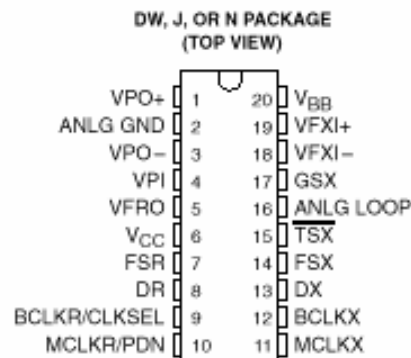 DW, J, OR N PACKAGE
(TOP VIEW)
VPO+ 1 20 VBB
ANLG GND 2 19 VFXI+
VPO− 3 18 VFXI−
VPI 4 17 GSX
VFRO 5 16 ANLG LOOP
VCC 6 15 TSX
FSR 7 14 FSX
DR 8 13 DX
BCLKR/CLKSEL 9 12 BCLKX
MCLKR/PDN 10 11 MCLKX